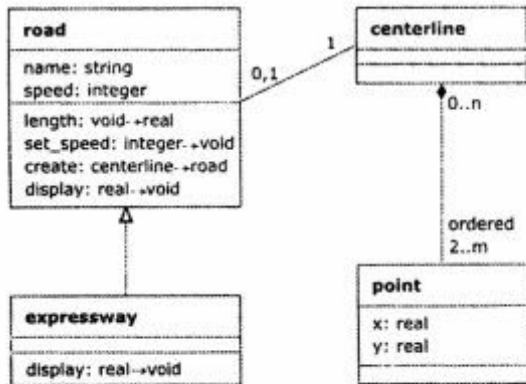 road
name: string
speed: integer
length: void→real
set_speed: integer→void
create: centerline→road
display: real→void
0,1
1
centerline
0..n
ordered
2..m
expressway
display: real→void
point
x: real
y: real